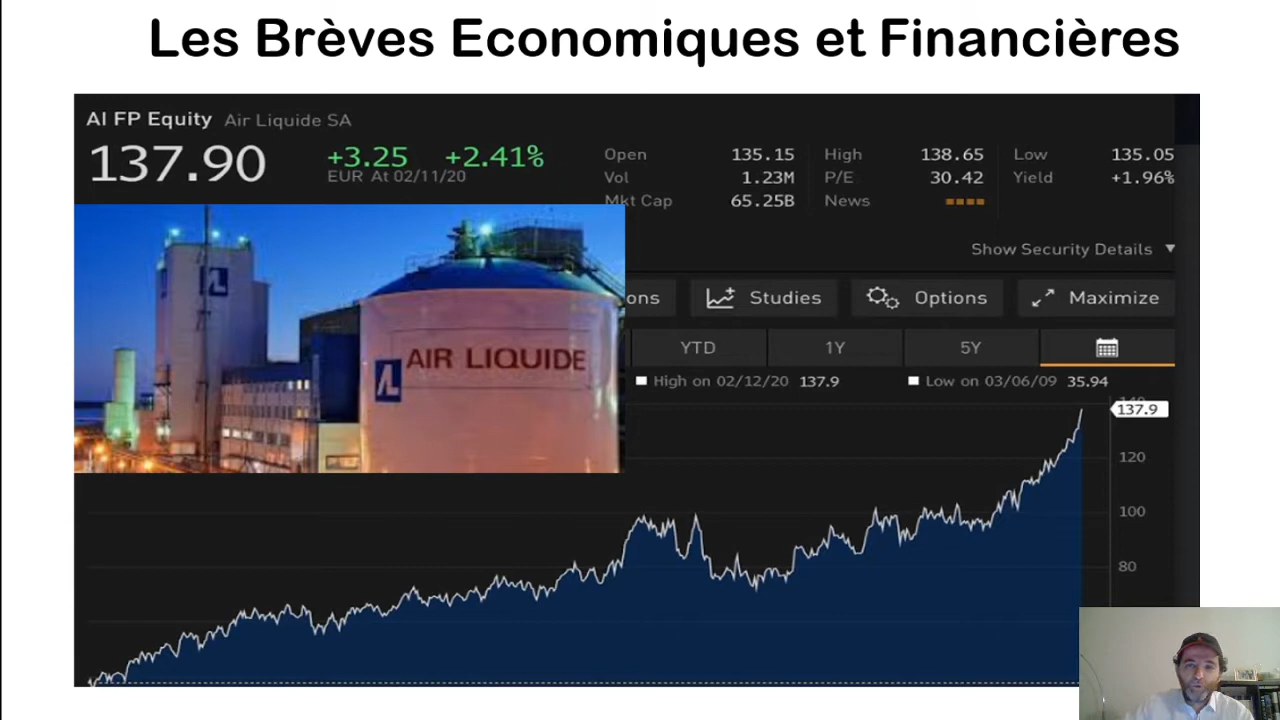 Les Brèves Economiques et Financières
AI FP Equity Air Liquide SA
137.90 +3.25 +2.41%
EUR At 02/11/20
Open 135.15 High 138.65 Low 135.05
Vol 1.23M P/E 30.42 Yield +1.96%
Mkt Cap 65.25B News
Show Security Details
ons Studies Options Maximize
YTD 1Y 5Y
High on 02/12/20 137.9 Low on 03/06/09 35.94
AIR LIQUIDE
140
137.9
120
100
80